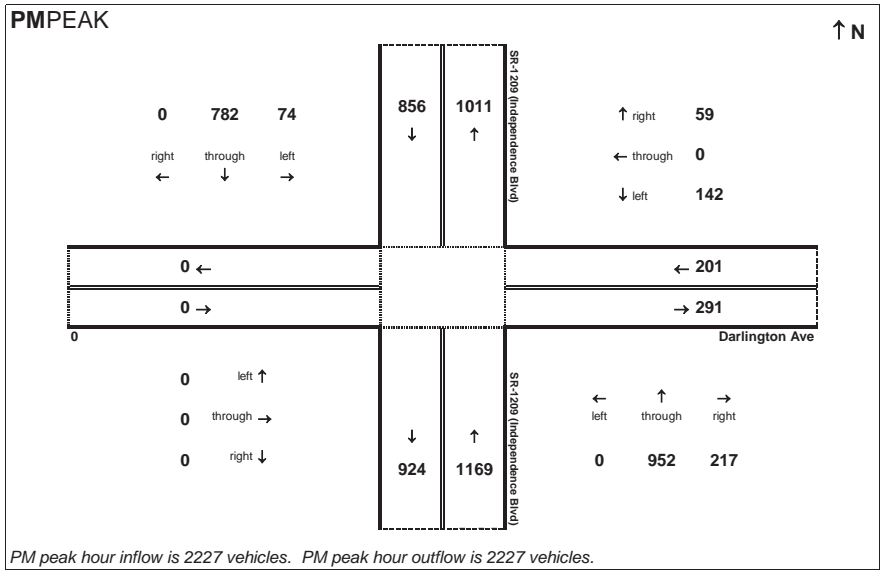 PMPEAK
↑ N
0 782 74
right through left
← ↓ →
856 1011
↓ ↑
SR-1209 (Independence Blvd)
↑ right 59
← through 0
↓ left 142
0 ←
← 201
0 →
→ 291
0
Darlington Ave
0 left ↑
0 through →
0 right ↓
↓ ↑
924 1169
SR-1209 (Independence Blvd)
← ↑ →
left through right
0 952 217
PM peak hour inflow is 2227 vehicles. PM peak hour outflow is 2227 vehicles.